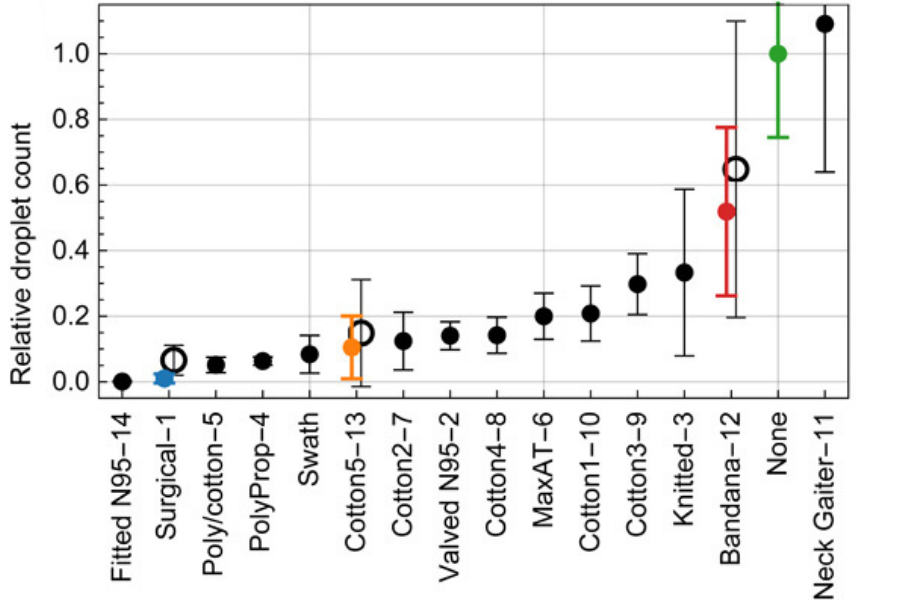 Relative droplet count
1.0
0.8
0.6
0.4
0.2
0.0
Fitted N95-14
Surgical-1
Poly/cotton-5
PolyProp-4
Swath
Cotton5-13
Cotton2-7
Valved N95-2
Cotton4-8
MaxAT-6
Cotton1-10
Cotton3-9
Knitted-3
Bandana-12
None
Neck Gaiter-11